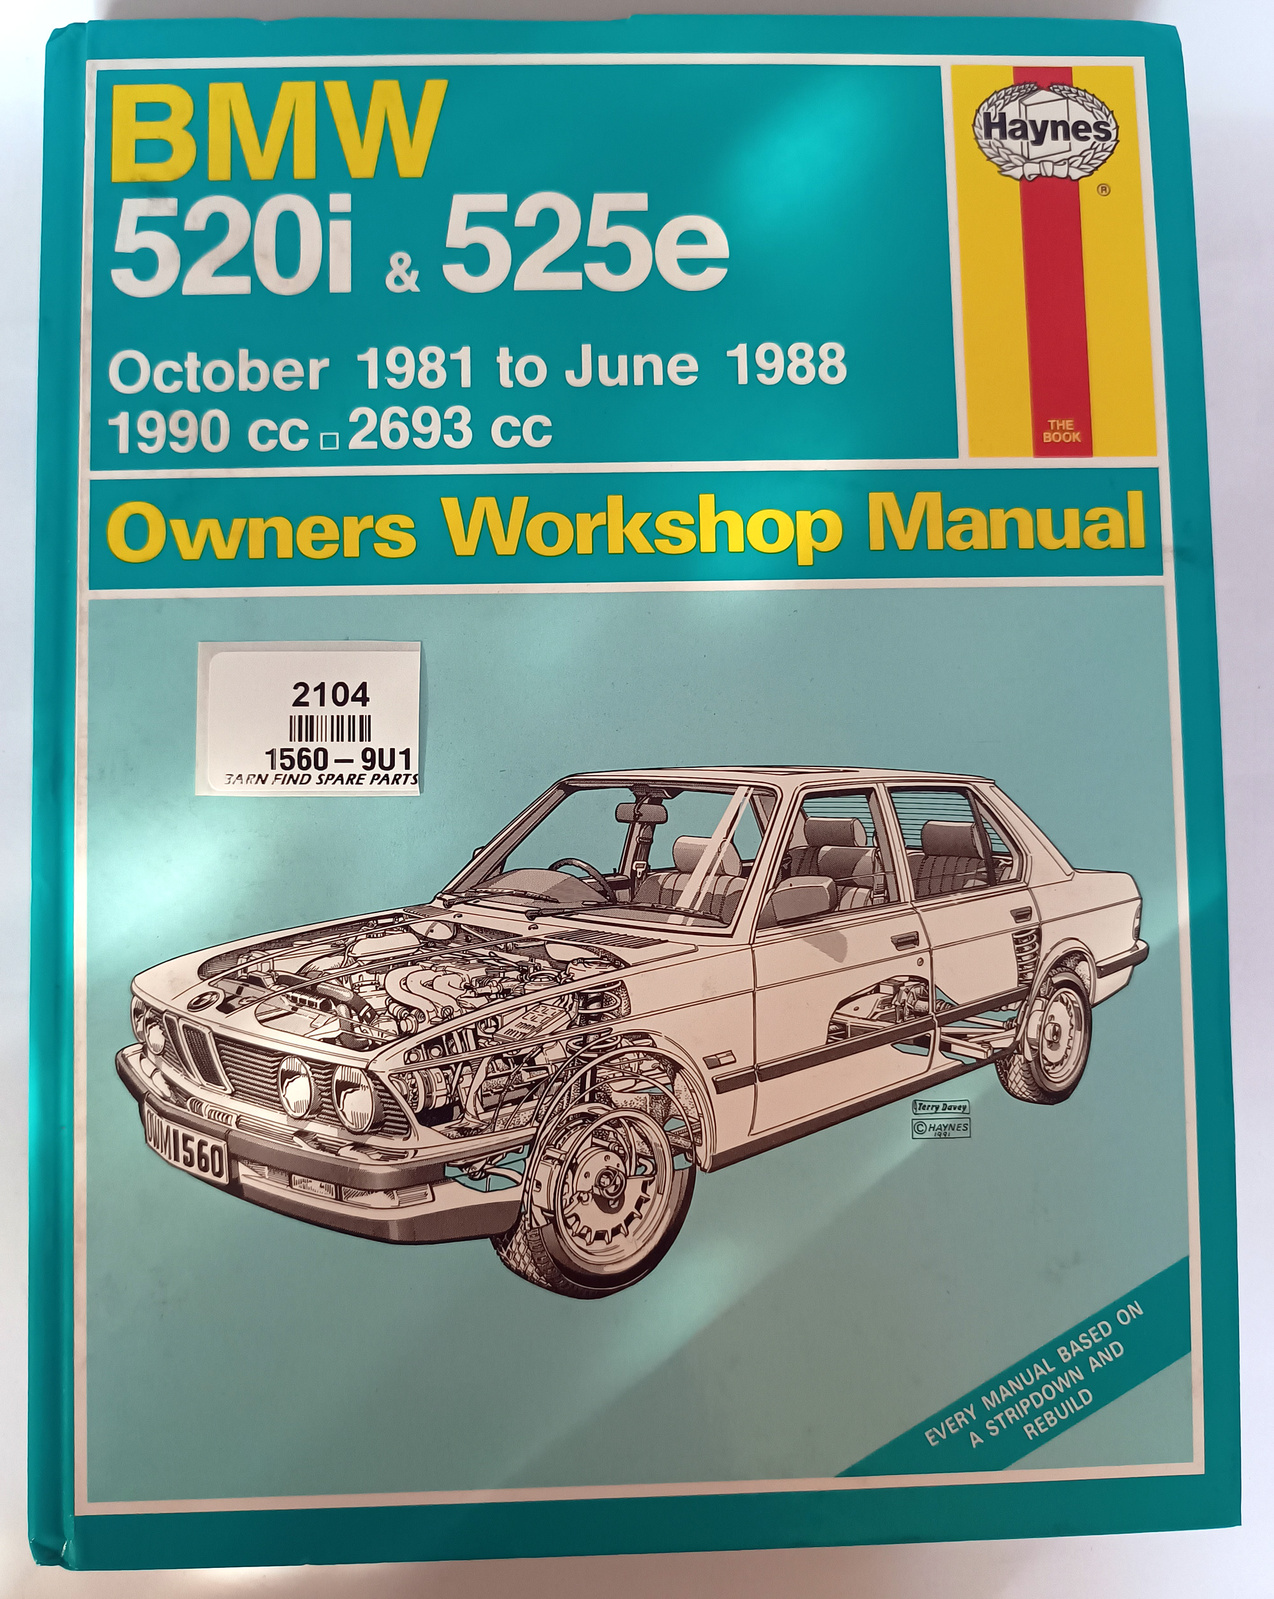 BMW
520i & 525e
October 1981 to June 1988
1990 cc □ 2693 cc
Haynes
®
THE
BOOK
Owners Workshop Manual
2104
1560-9U1
BARN FIND SPARE PARTS
1560
Terry Davey
© HAYNES
1991
EVERY MANUAL BASED ON
A STRIPDOWN AND
REBUILD